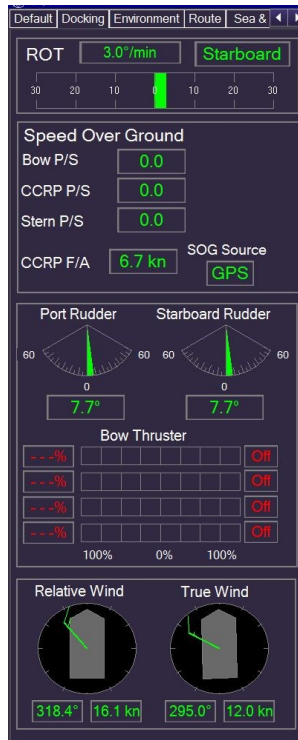 Default Docking Environment Route Sea &
ROT 3.0°/min Starboard
30 20 10 0 10 20 30
Speed Over Ground
Bow P/S 0.0
CCRP P/S 0.0
Stern P/S 0.0
SOG Source
CCRP F/A 6.7 kn GPS
Port Rudder Starboard Rudder
60 60 60 60
0 0
7.7° 7.7°
Bow Thruster
---% Off
---% Off
---% Off
---% Off
100% 0% 100%
Relative Wind True Wind
318.4° 16.1 kn 295.0° 12.0 kn